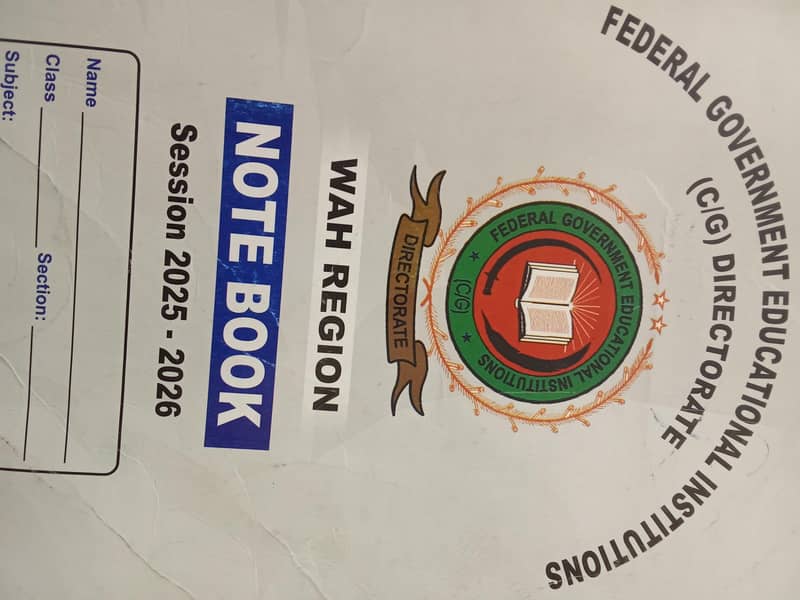 FEDERAL GOVERNMENT EDUCATIONAL INSTITUTIONS
(C/G) DIRECTORATE
FEDERAL GOVERNMENT EDUCATIONAL INSTITUTIONS
(C/G)
DIRECTORATE
WAH REGION
NOTE BOOK
Session 2025 - 2026
Name
Class Section:
Subject: